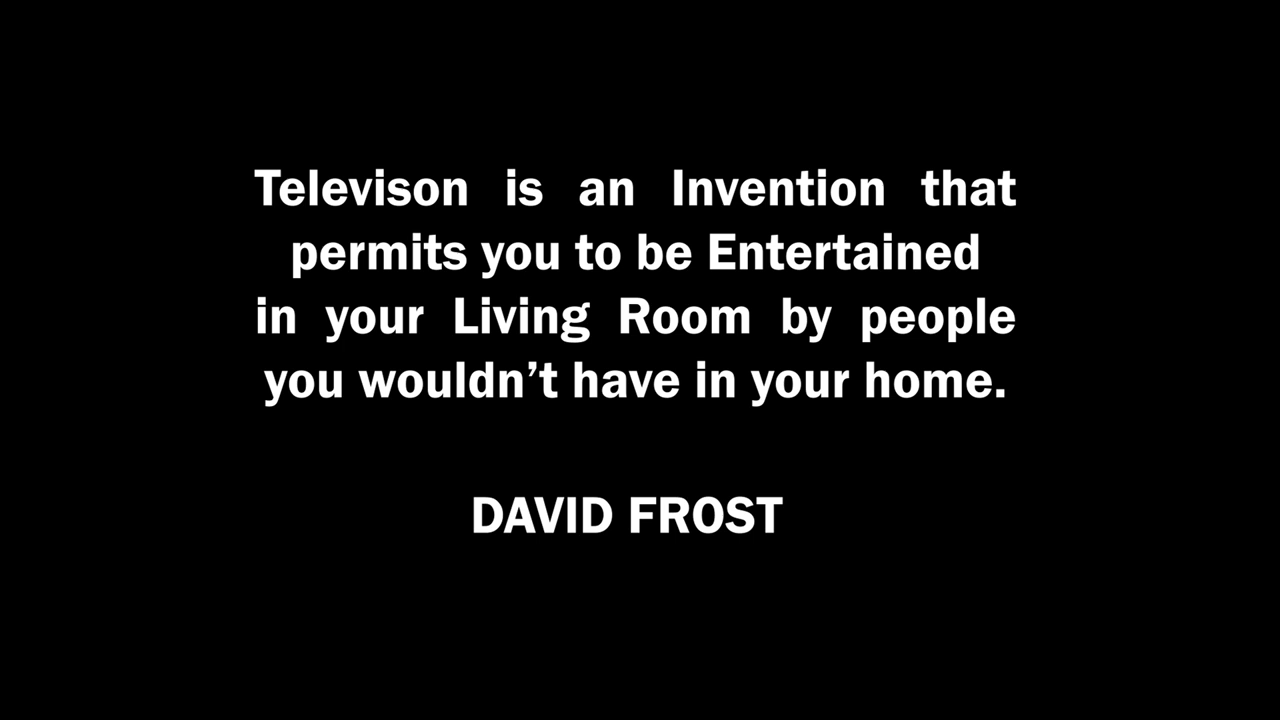 Televison is an Invention that
permits you to be Entertained
in your Living Room by people
you wouldn’t have in your home.
DAVID FROST